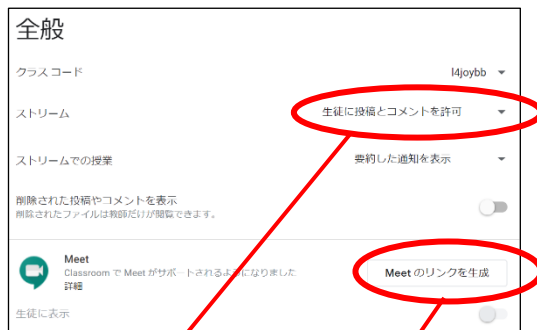 全般
クラス コード
l4joybb
ストリーム
生徒に投稿とコメントを許可
ストリームでの授業
要約した通知を表示
削除された投稿やコメントを表示
削除されたファイルは教師だけが閲覧できます。
Meet
Classroom で Meet がサポートされるようになりました
詳細
Meet のリンクを生成
生徒に表示